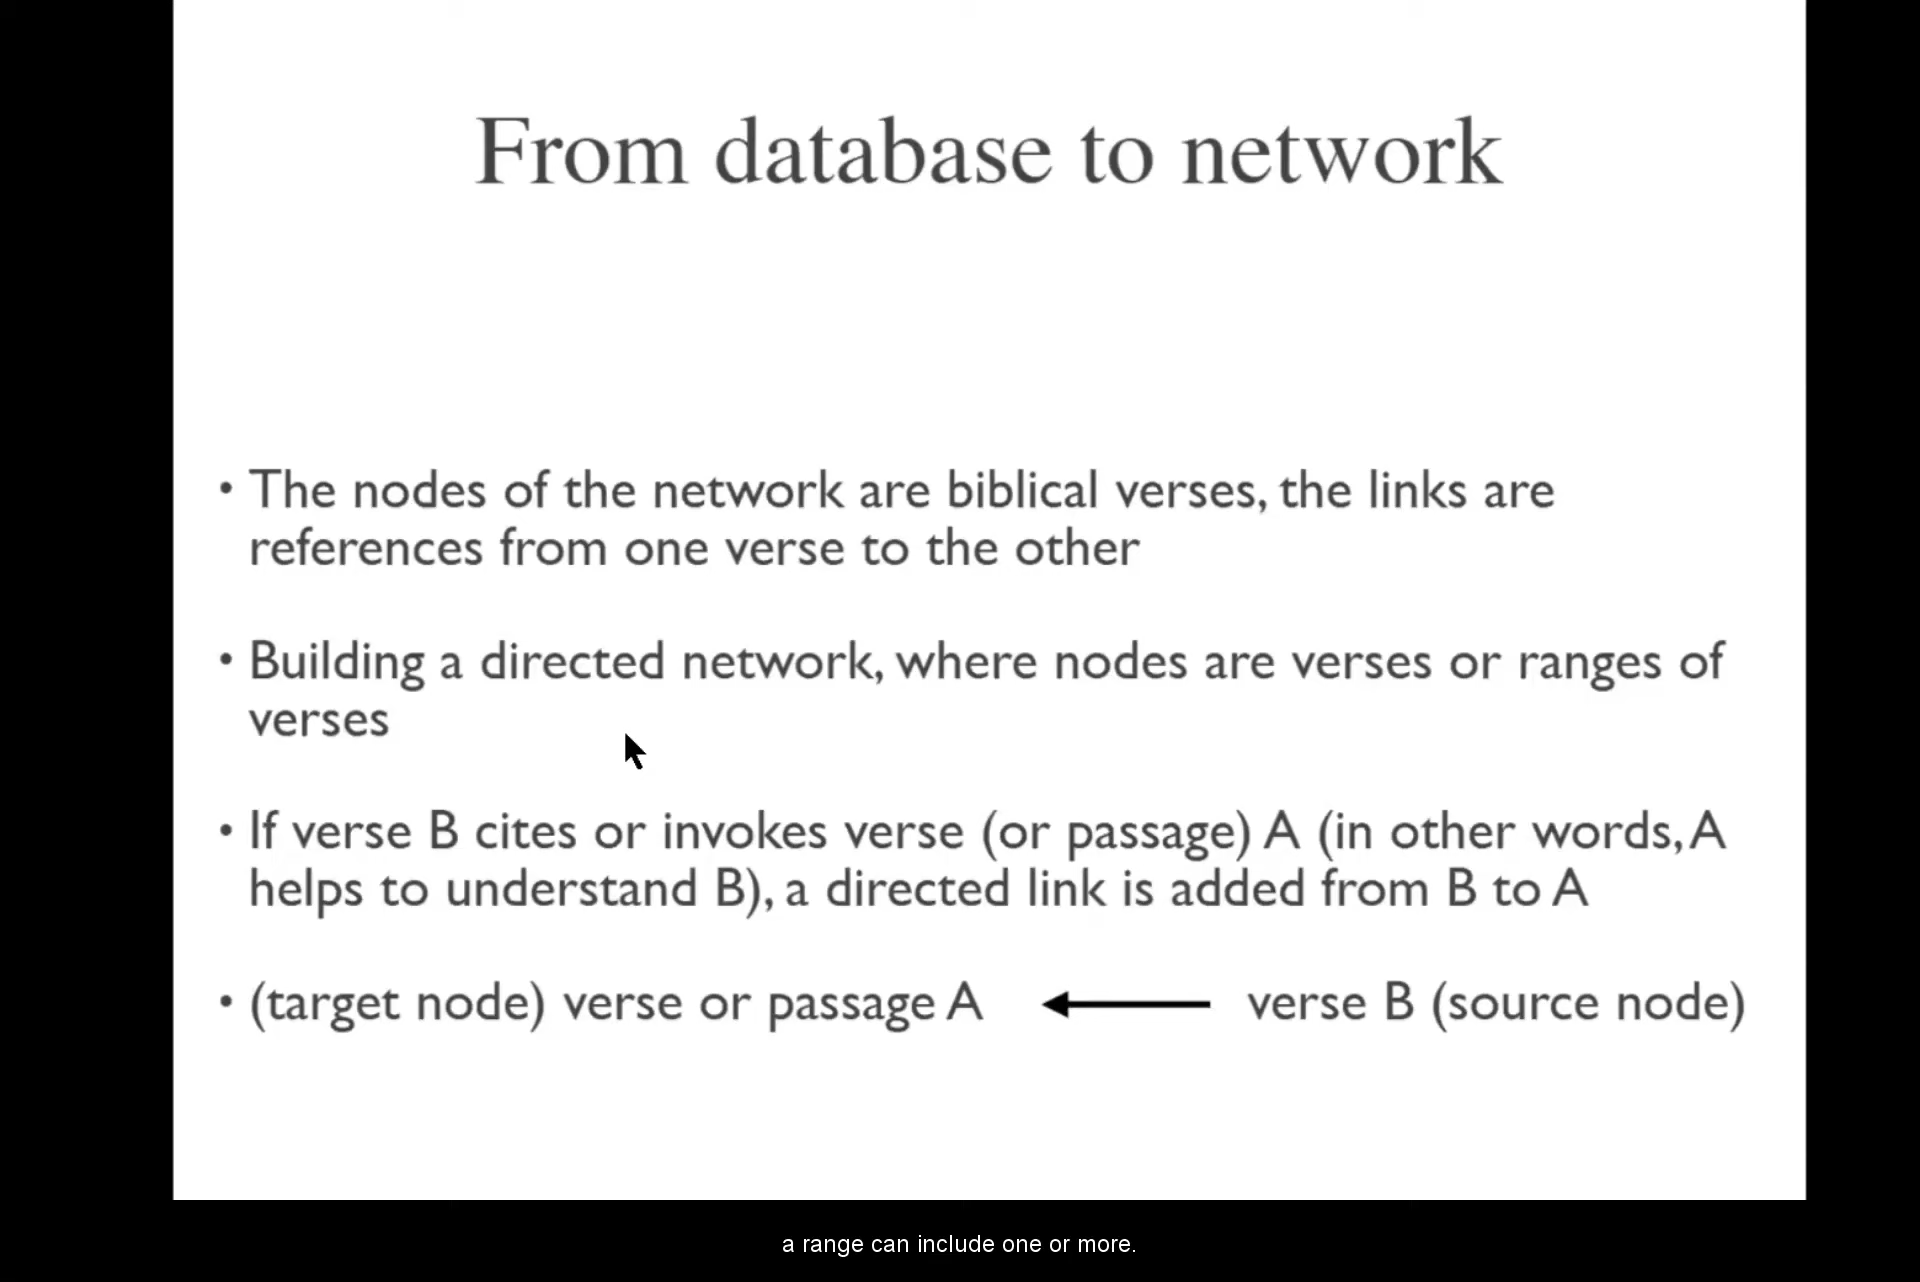 From database to network
• The nodes of the network are biblical verses, the links are
references from one verse to the other
• Building a directed network, where nodes are verses or ranges of
verses
• If verse B cites or invokes verse (or passage) A (in other words, A
helps to understand B), a directed link is added from B to A
• (target node) verse or passage A verse B (source node)
a range can include one or more.